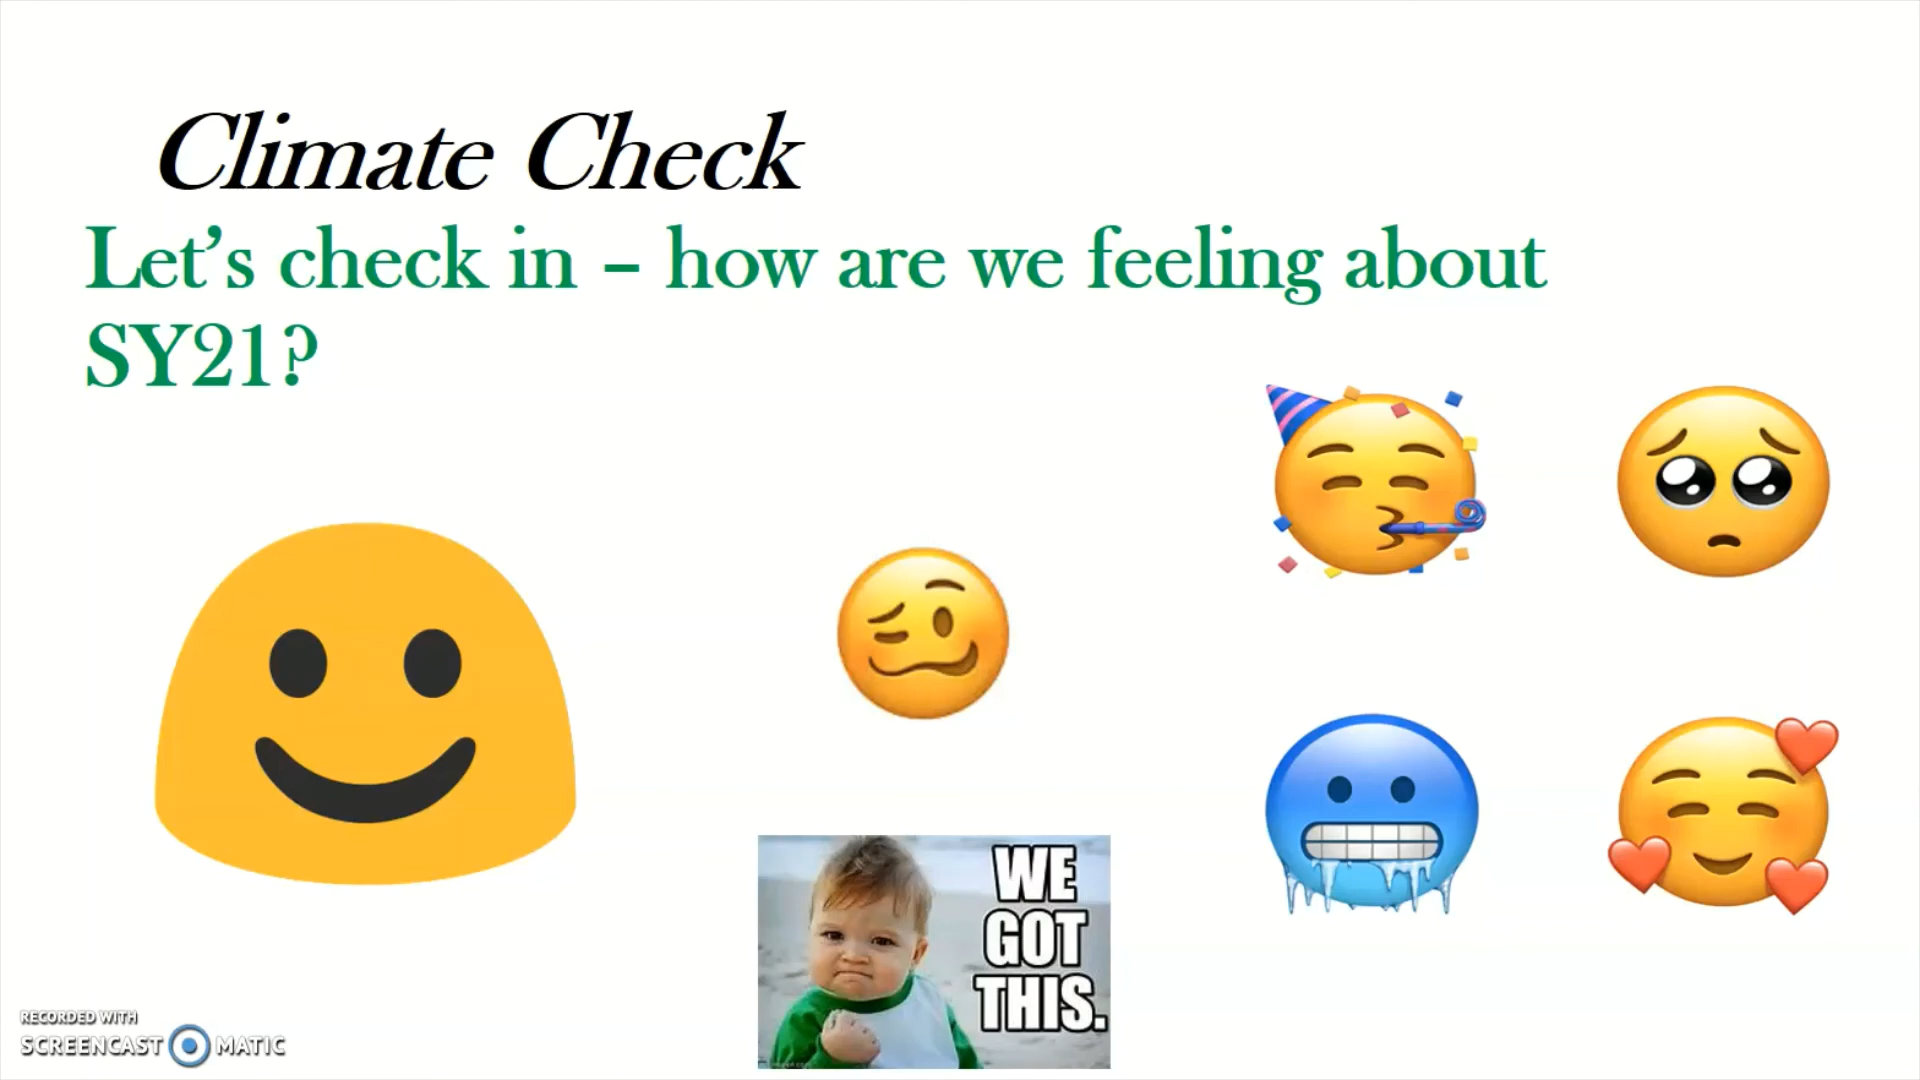 Climate Check
Let’s check in – how are we feeling about
SY21?
WE
GOT
THIS.
RECORDED WITH
SCREENCAST MATIC